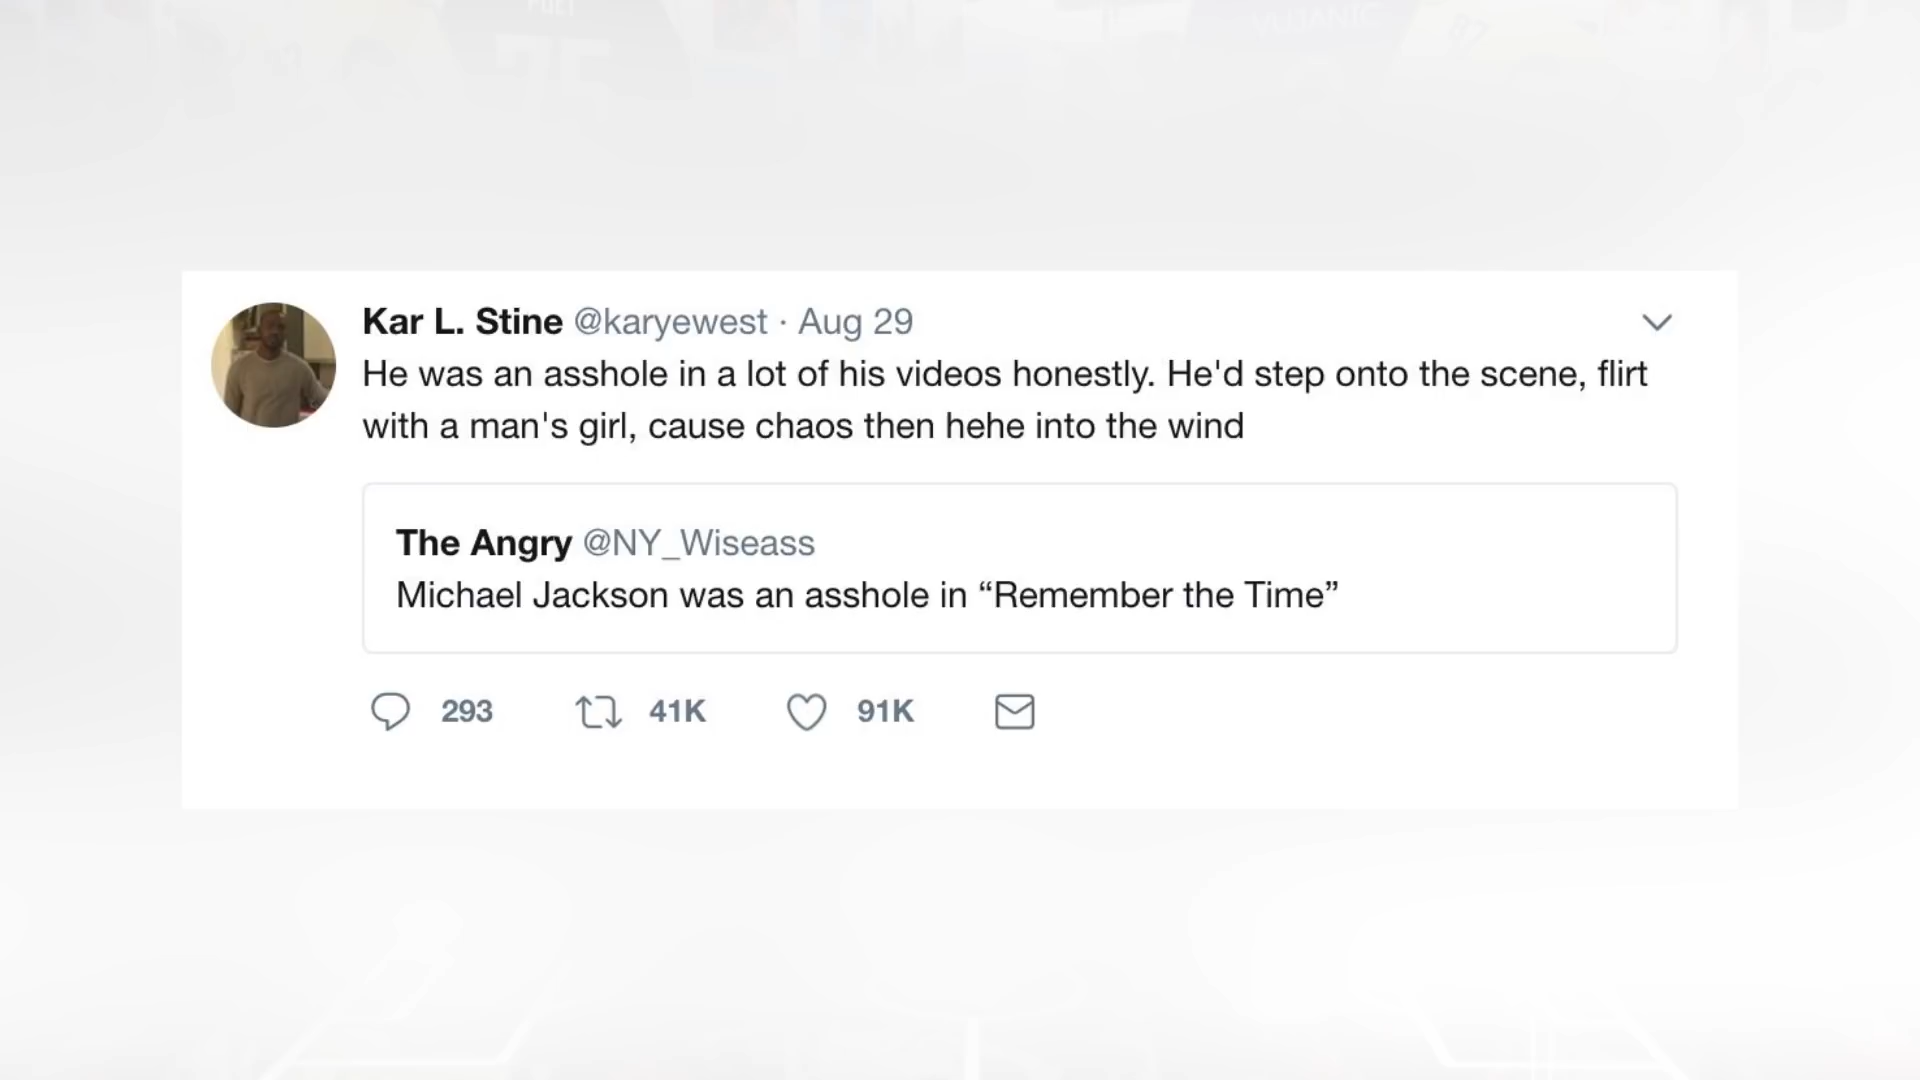 Kar L. Stine @karyewest · Aug 29
He was an asshole in a lot of his videos honestly. He'd step onto the scene, flirt
with a man's girl, cause chaos then hehe into the wind
The Angry @NY_Wiseass
Michael Jackson was an asshole in “Remember the Time”
293 41K 91K